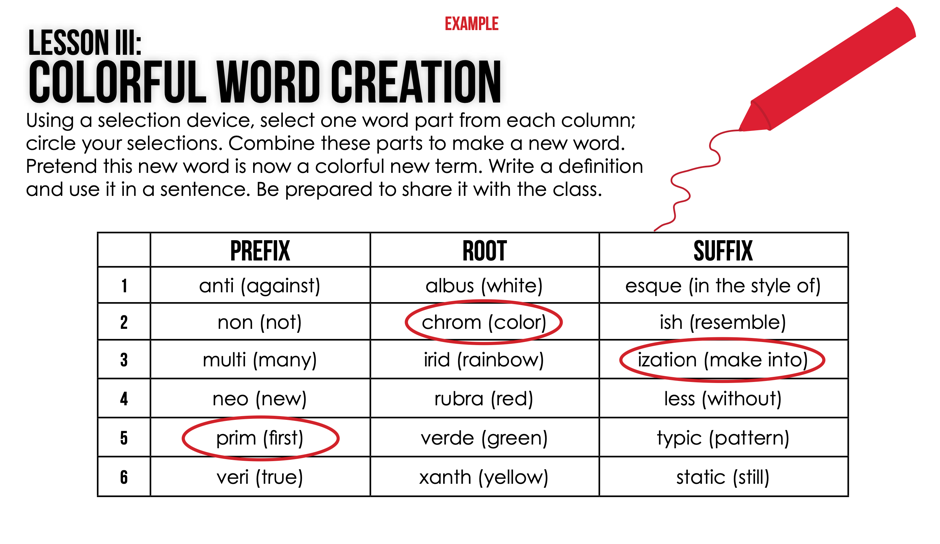 EXAMPLE
LESSON III:
COLORFUL WORD CREATION
Using a selection device, select one word part from each column;
circle your selections. Combine these parts to make a new word.
Pretend this new word is now a colorful new term. Write a definition
and use it in a sentence. Be prepared to share it with the class.
PREFIX ROOT SUFFIX
1 anti (against) albus (white) esque (in the style of)
2 non (not) chrom (color) ish (resemble)
3 multi (many) irid (rainbow) ization (make into)
4 neo (new) rubra (red) less (without)
5 prim (first) verde (green) typic (pattern)
6 veri (true) xanth (yellow) static (still)